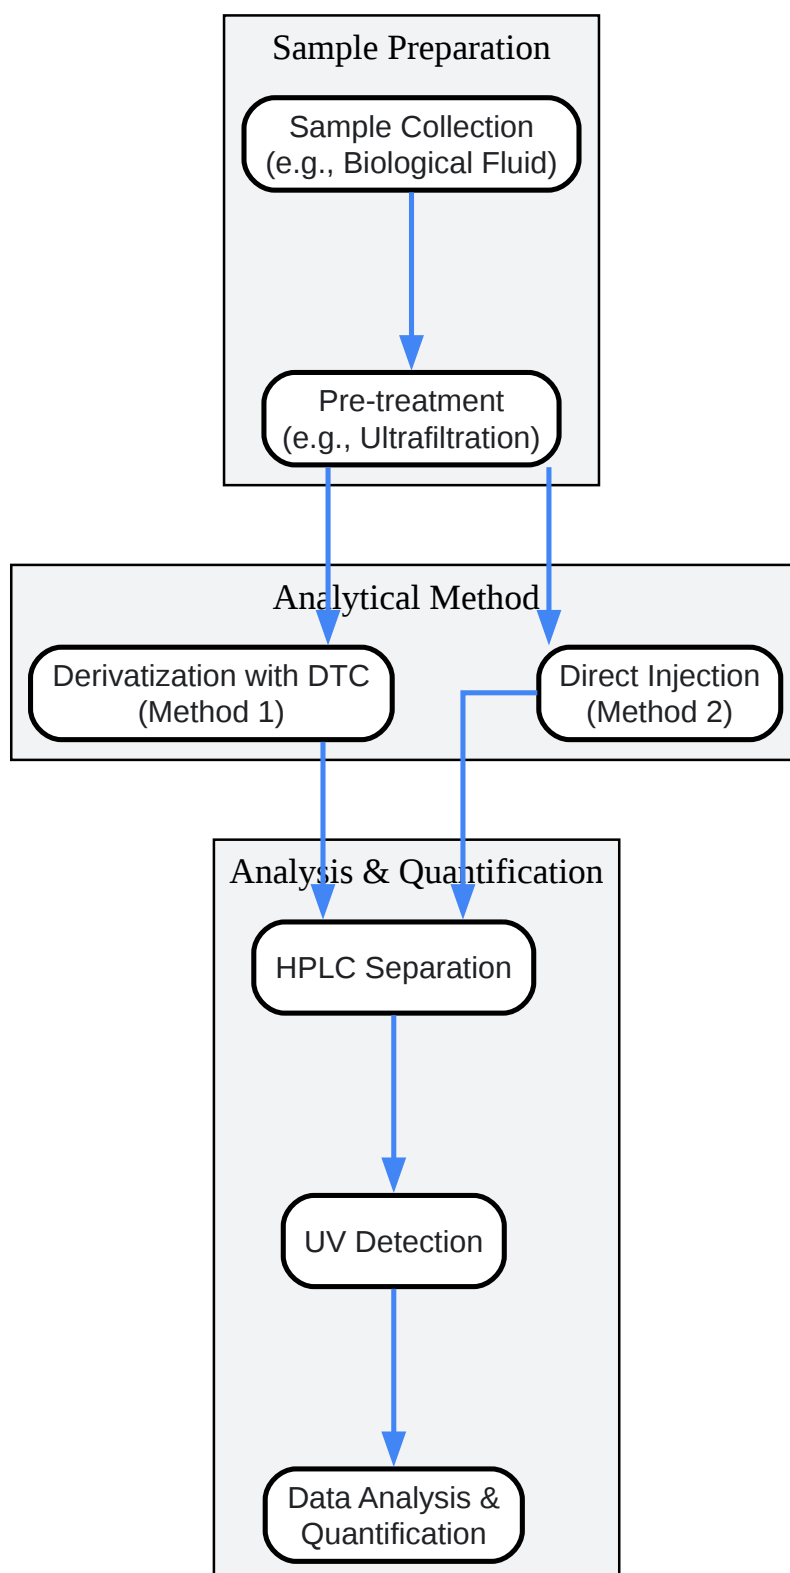 Sample Preparation
Sample Collection
(e.g., Biological Fluid)
Pre-treatment
(e.g., Ultrafiltration)
Analytical Method
Derivatization with DTC
(Method 1)
Direct Injection
(Method 2)
Analysis & Quantification
HPLC Separation
UV Detection
Data Analysis &
Quantification